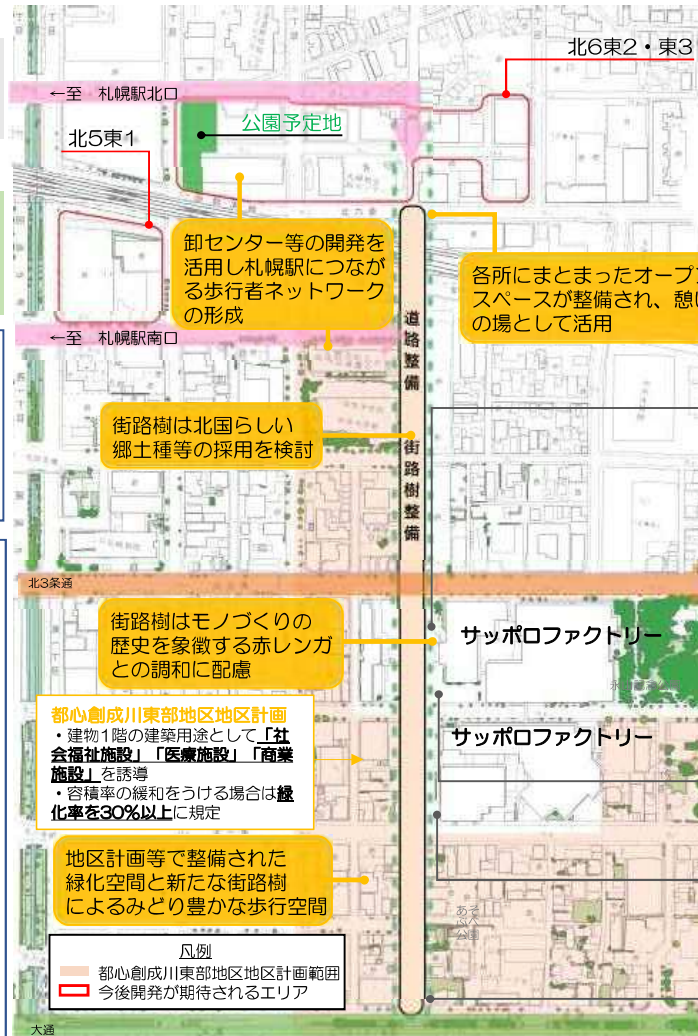 北6東2・東3
←至　札幌駅北口
公園予定地
北5東1
卸センター等の開発を
活用し札幌駅につなが
る歩行者ネットワーク
の形成
各所にまとまったオープン
スペースが整備され、憩い
の場として活用
←至　札幌駅南口
道路整備
街路樹は北国らしい
郷土種等の採用を検討
街路樹整備
北3条通
街路樹はモノづくりの
歴史を象徴する赤レンガ
との調和に配慮
サッポロファクトリー
都心創成川東部地区地区計画
・建物1階の建築用途として「社
会福祉施設」「医療施設」「商業
施設」を誘導
・容積率の緩和をうける場合は緑
化率を30%以上に規定
サッポロファクトリー
地区計画等で整備された
緑化空間と新たな街路樹
によるみどり豊かな歩行空間
凡例
都心創成川東部地区地区計画範囲
今後開発が期待されるエリア
大通